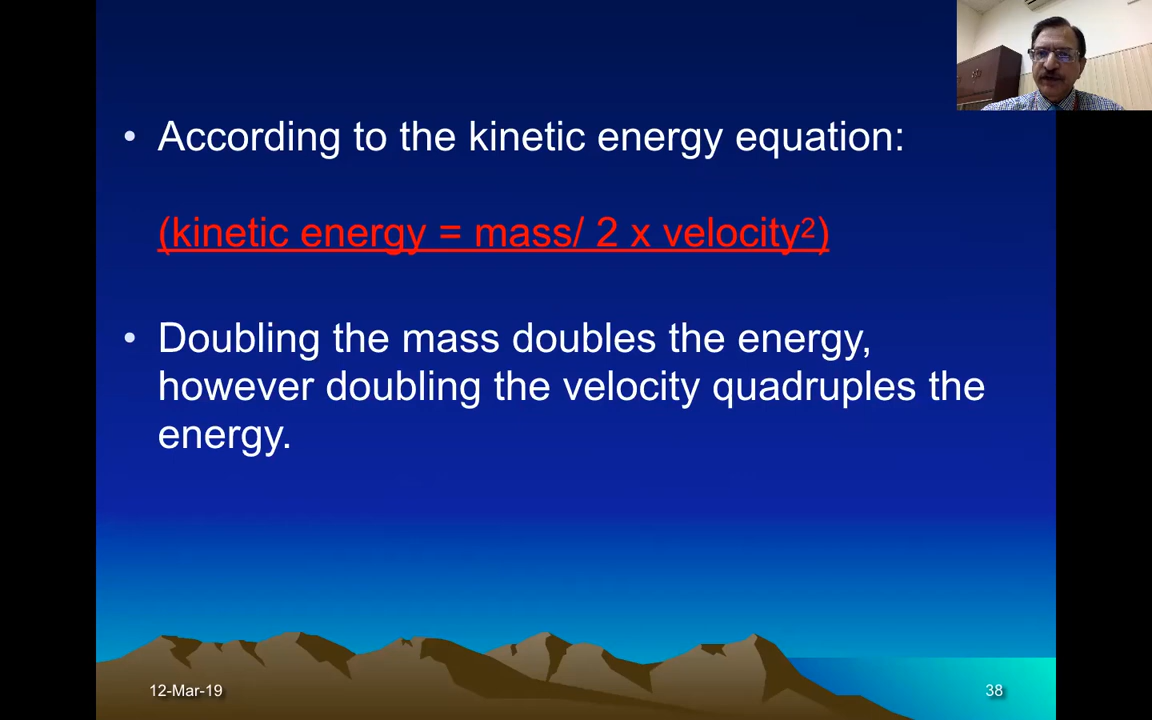 • According to the kinetic energy equation:
(kinetic energy = mass/ 2 x velocity²)
• Doubling the mass doubles the energy,
however doubling the velocity quadruples the
energy.
12-Mar-19
38